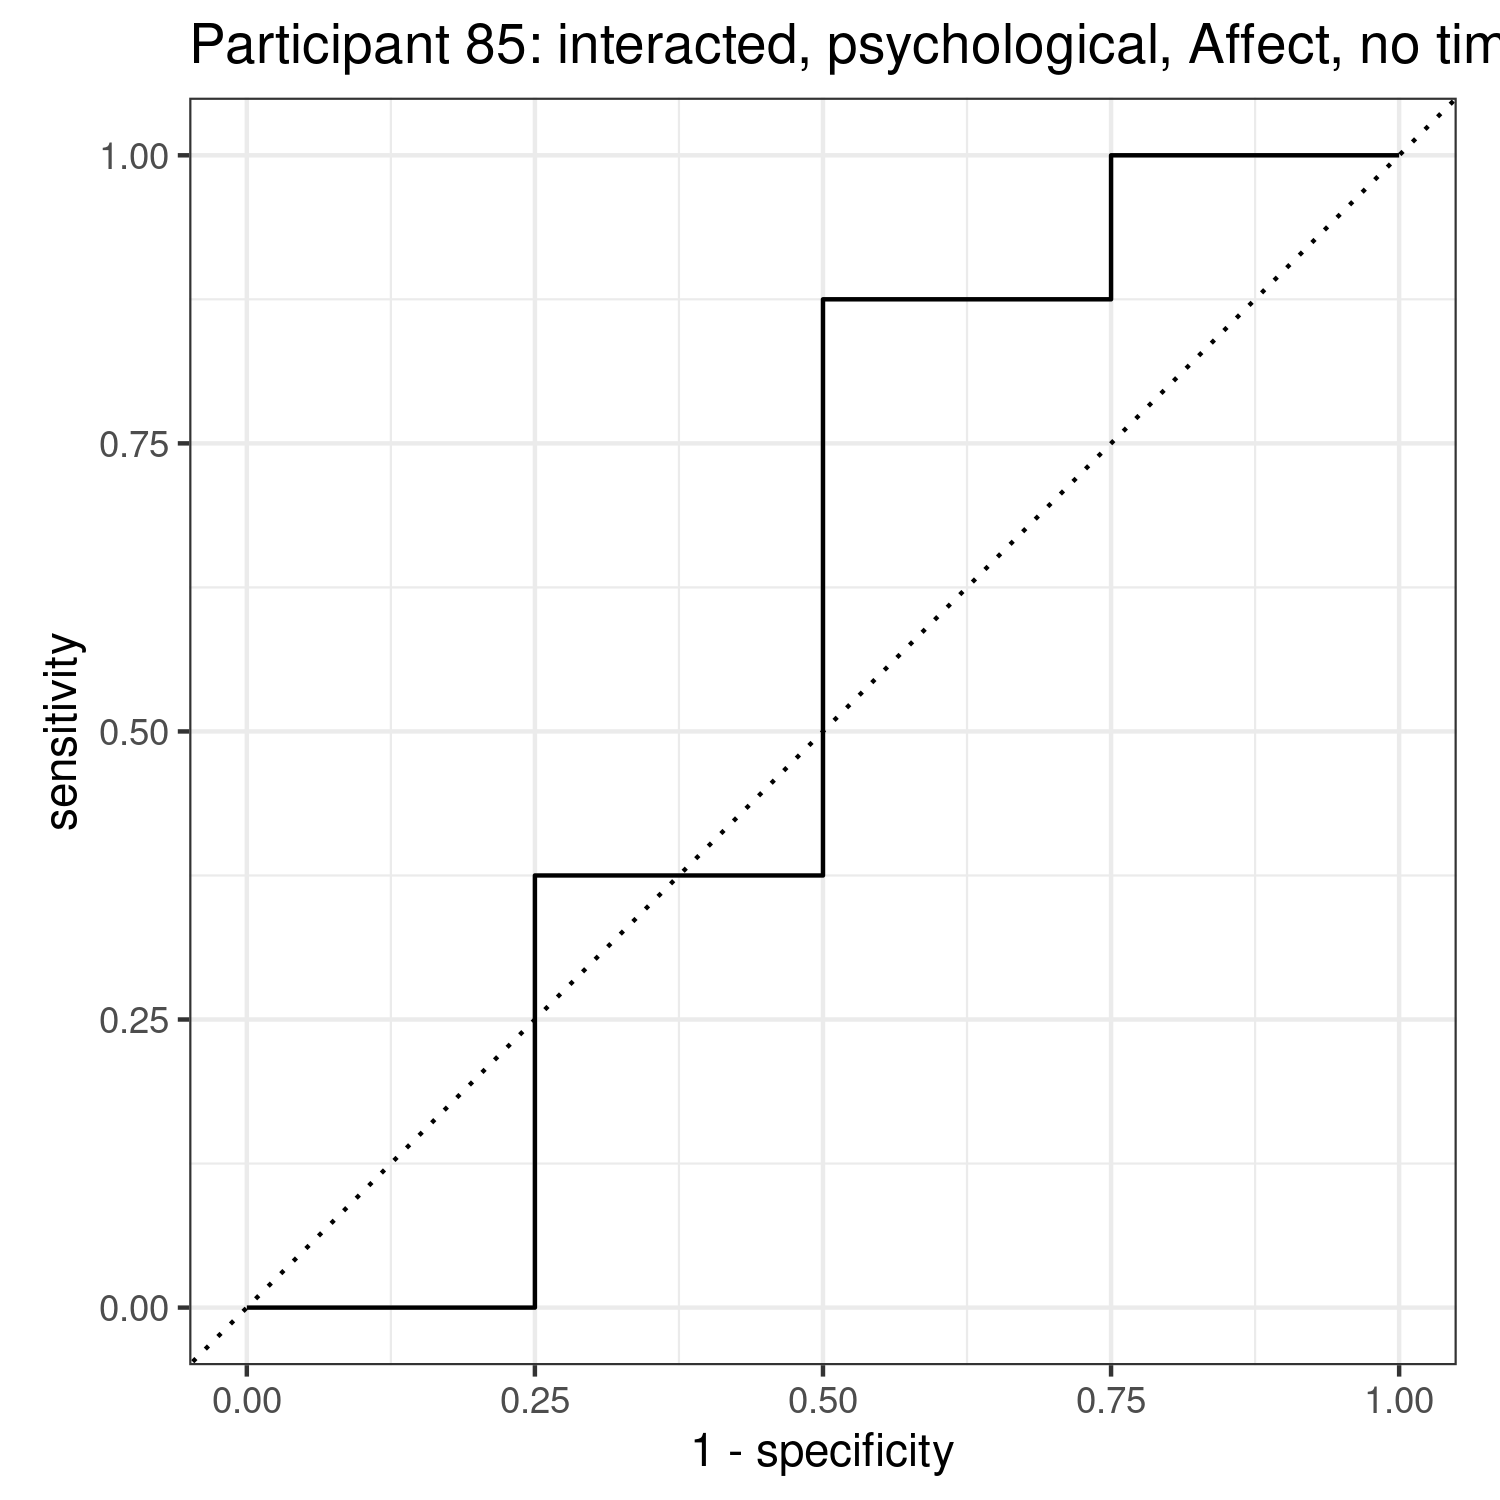 Participant 85: interacted, psychological, Affect, no tim
1.00
0.75
0.50
0.25
0.00
sensitivity
0.00 0.25 0.50 0.75 1.00
1 - specificity